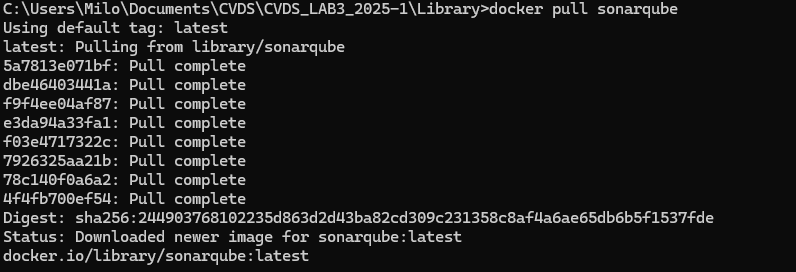 C:\Users\Milo\Documents\CVDS\CVDS_LAB3_2025-1\Library>docker pull sonarqube
Using default tag: latest
latest: Pulling from library/sonarqube
5a7813e071bf: Pull complete
dbe46403441a: Pull complete
f9f4ee04af87: Pull complete
e3da94a33fa1: Pull complete
f03e4717322c: Pull complete
7926325aa21b: Pull complete
78c140f0a6a2: Pull complete
4f4fb700ef54: Pull complete
Digest: sha256:244903768102235d863d2d43ba82cd309c231358c8af4a6ae65db6b5f1537fde
Status: Downloaded newer image for sonarqube:latest
docker.io/library/sonarqube:latest